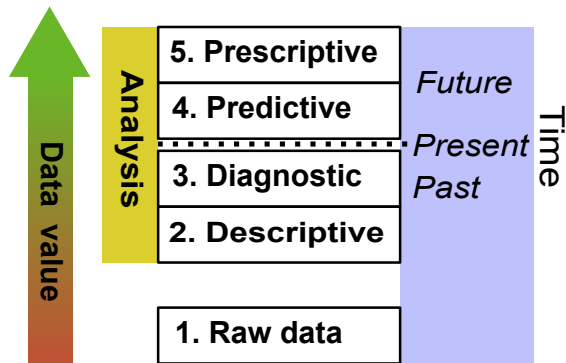 5. Prescriptive
4. Predictive
3. Diagnostic
2. Descriptive
1. Raw data
Analysis
Data value
Future
Present
Past
Time